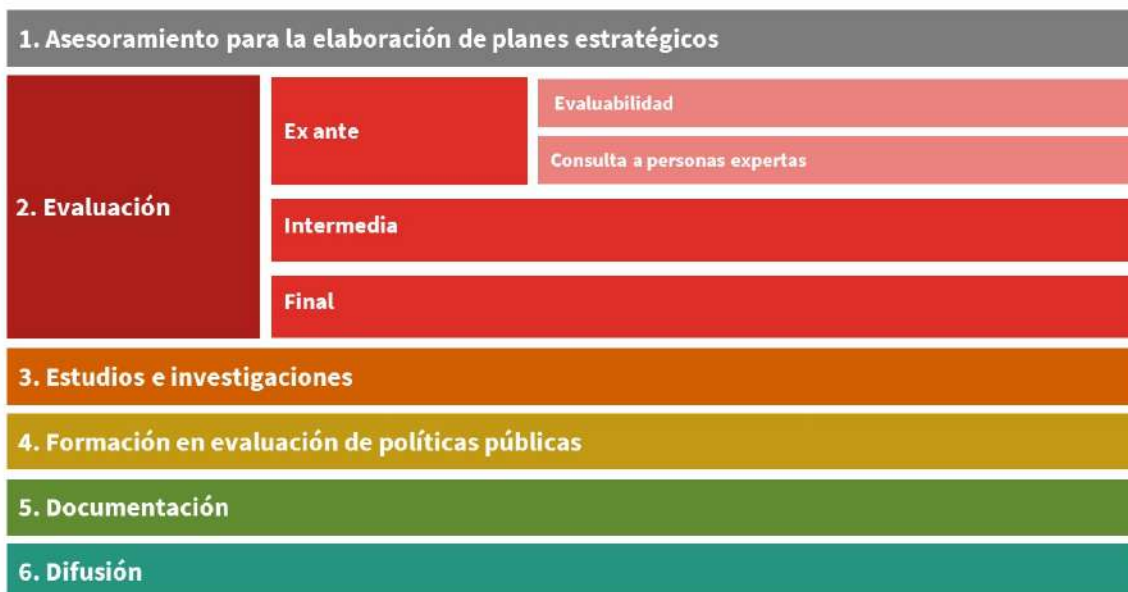 1. Asesoramiento para la elaboración de planes estratégicos
2. Evaluación
Ex ante
Evaluabilidad
Consulta a personas expertas
Intermedia
Final
3. Estudios e investigaciones
4. Formación en evaluación de políticas públicas
5. Documentación
6. Difusión